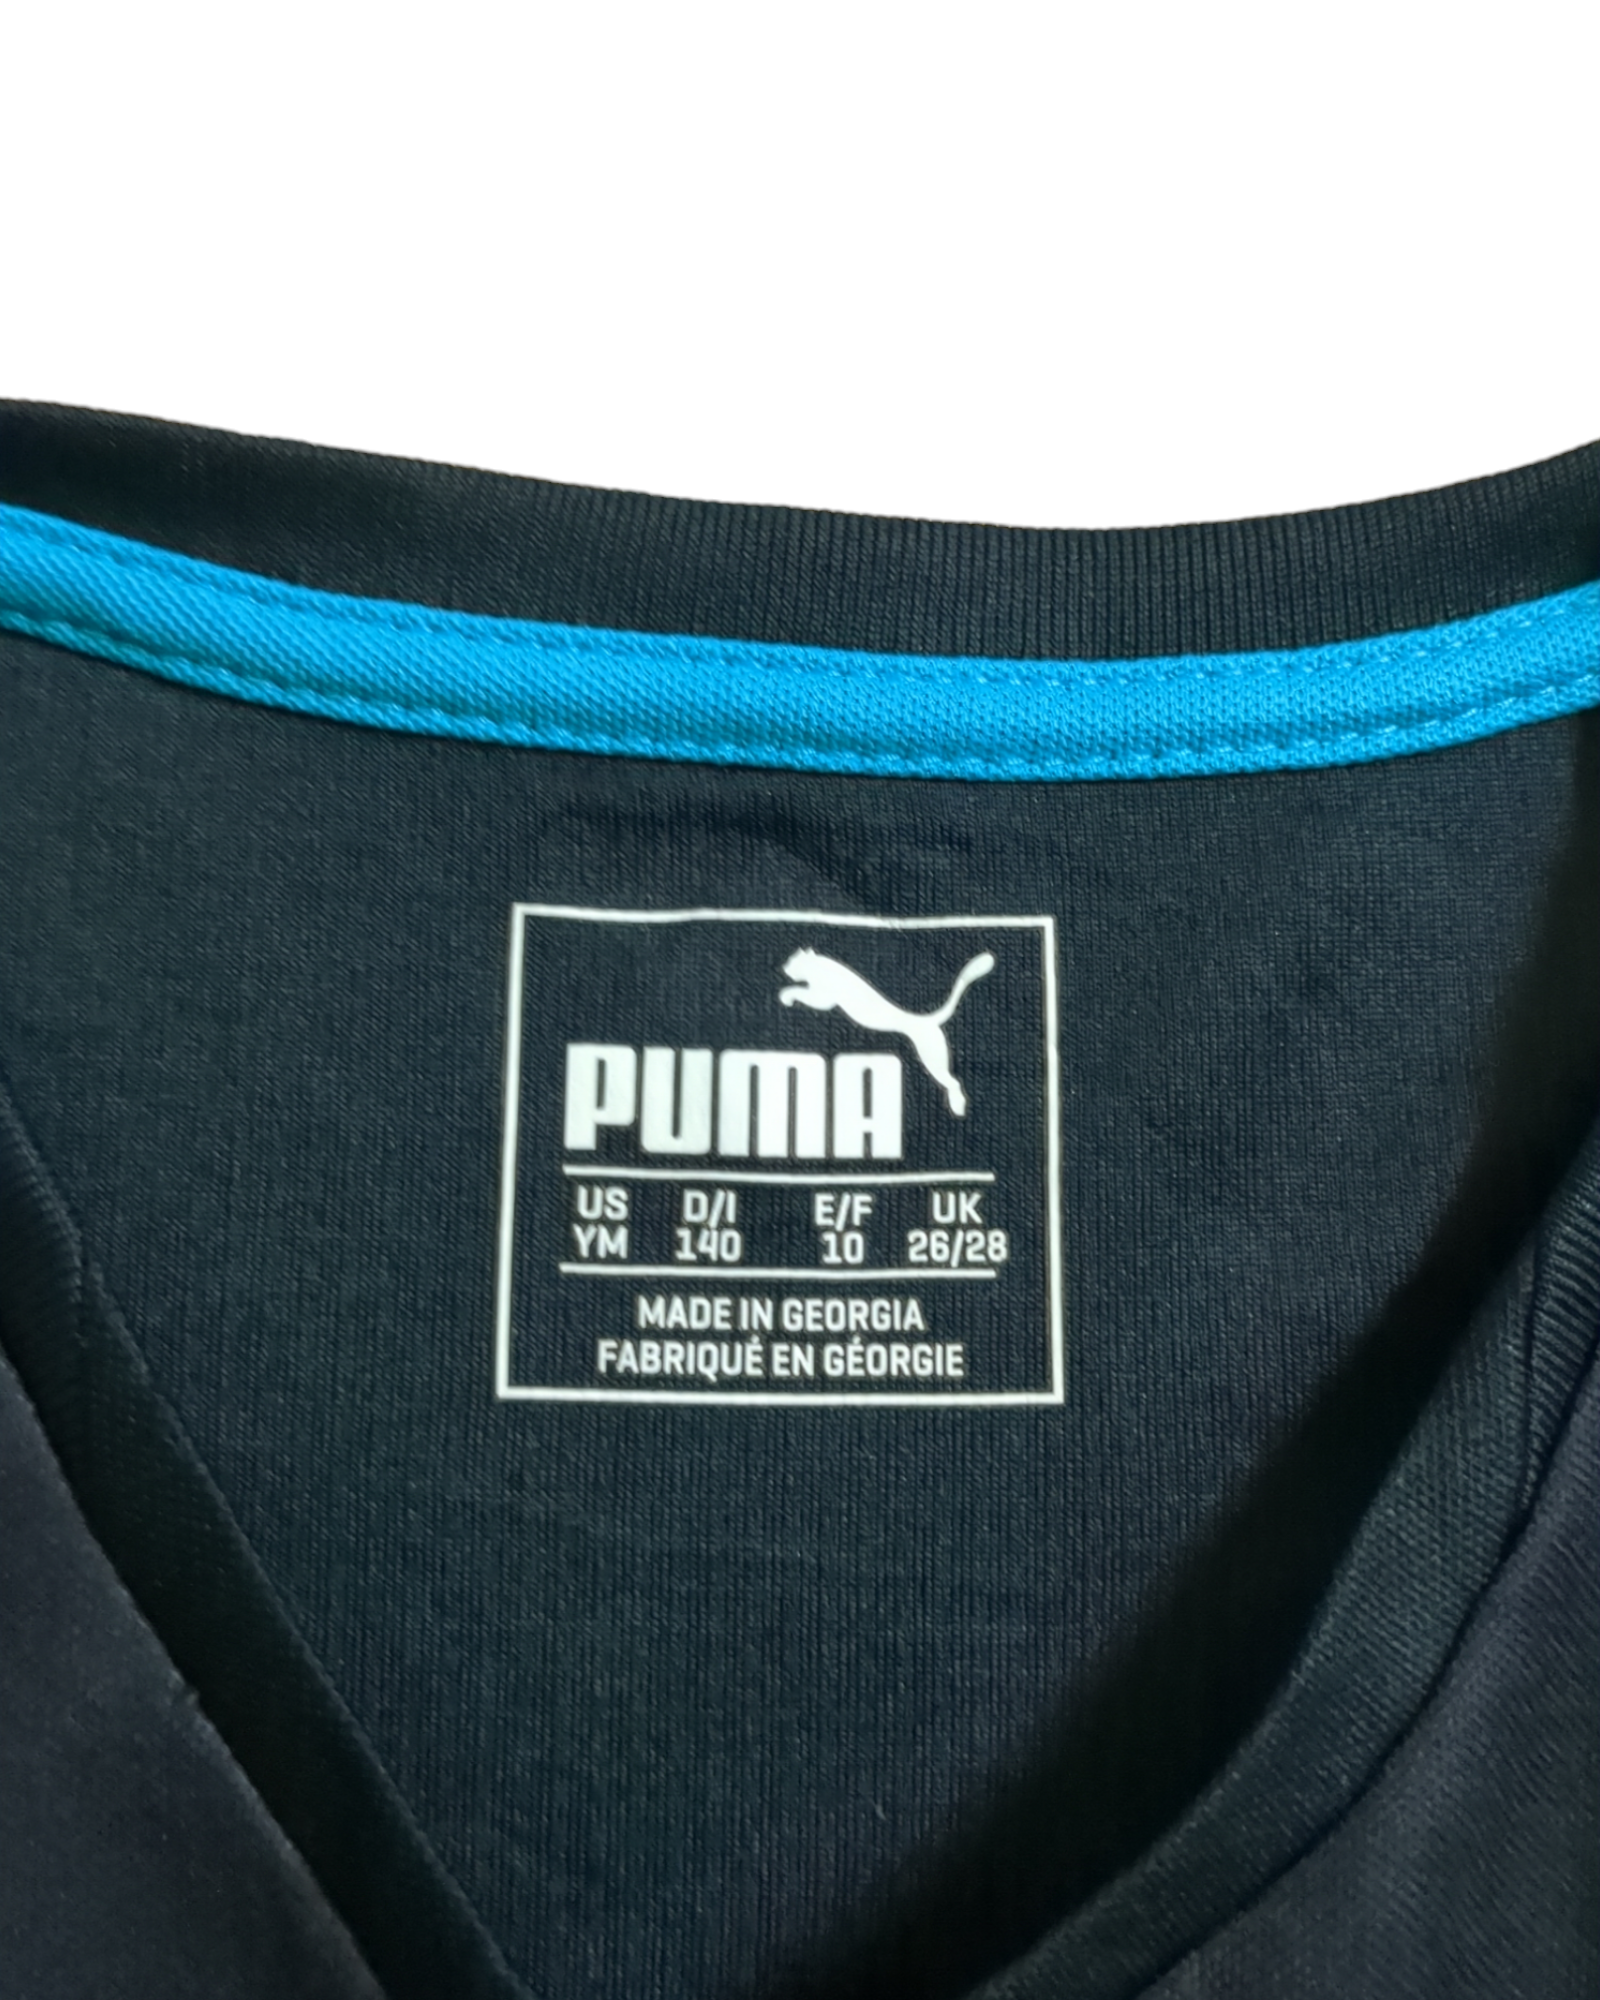 PUMA
US D/I E/F UK
YM 140 10 26/28
MADE IN GEORGIA
FABRIQUÉ EN GÉORGIE